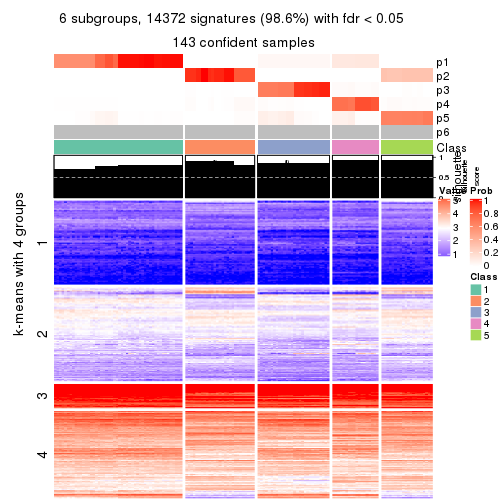 6 subgroups, 14372 signatures (98.6%) with fdr < 0.05
143 confident samples
p1
p2
p3
p4
p5
p6
Class
1
0.5
0
Silhouette
score
k-means with 4 groups
1
2
3
4
Value
5
4
3
2
1
Prob
1
0.8
0.6
0.4
0.2
0
Class
1
2
3
4
5